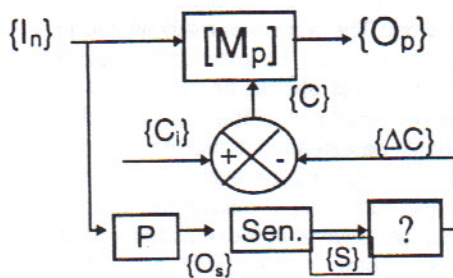 {Iₙ} [Mₚ] {Oₚ}
{C}
{Cᵢ} + - {ΔC}
P {Oₛ} Sen. {S} ?